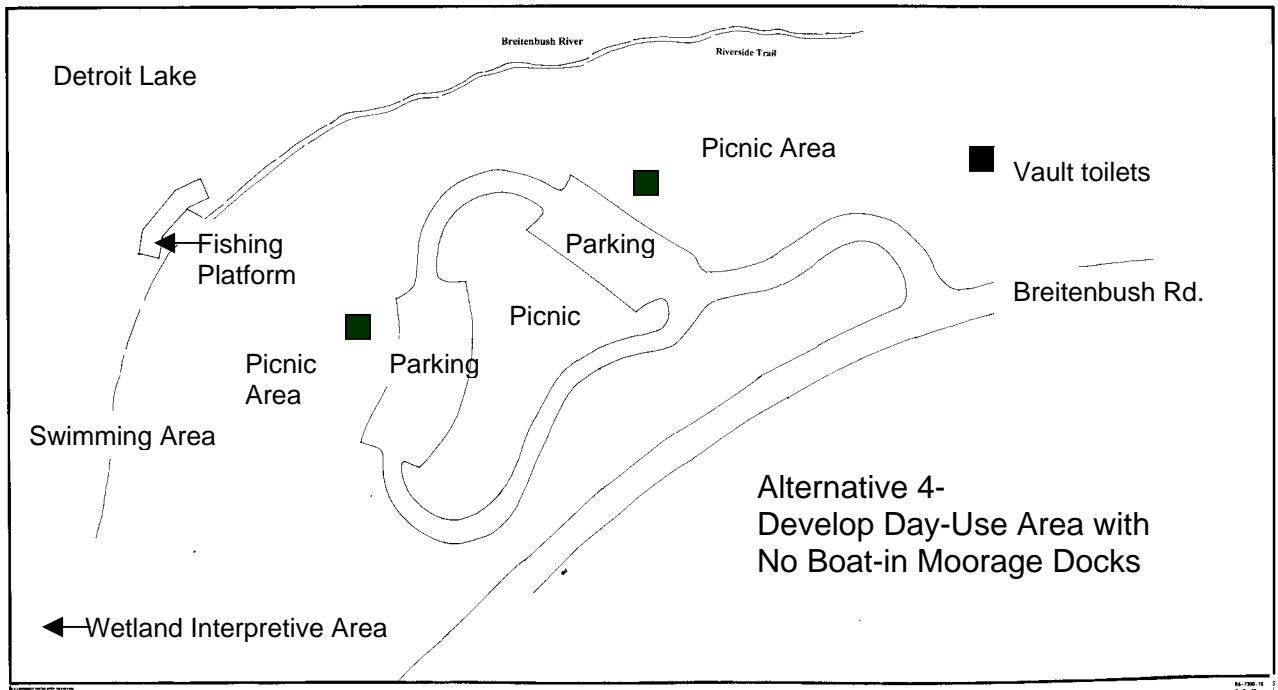 Breitenbush River
Riverside Trail
Detroit Lake
Picnic Area
Vault toilets
Fishing
Platform
Parking
Breitenbush Rd.
Picnic
Picnic
Area
Parking
Swimming Area
Alternative 4-
Develop Day-Use Area with
No Boat-in Moorage Docks
Wetland Interpretive Area